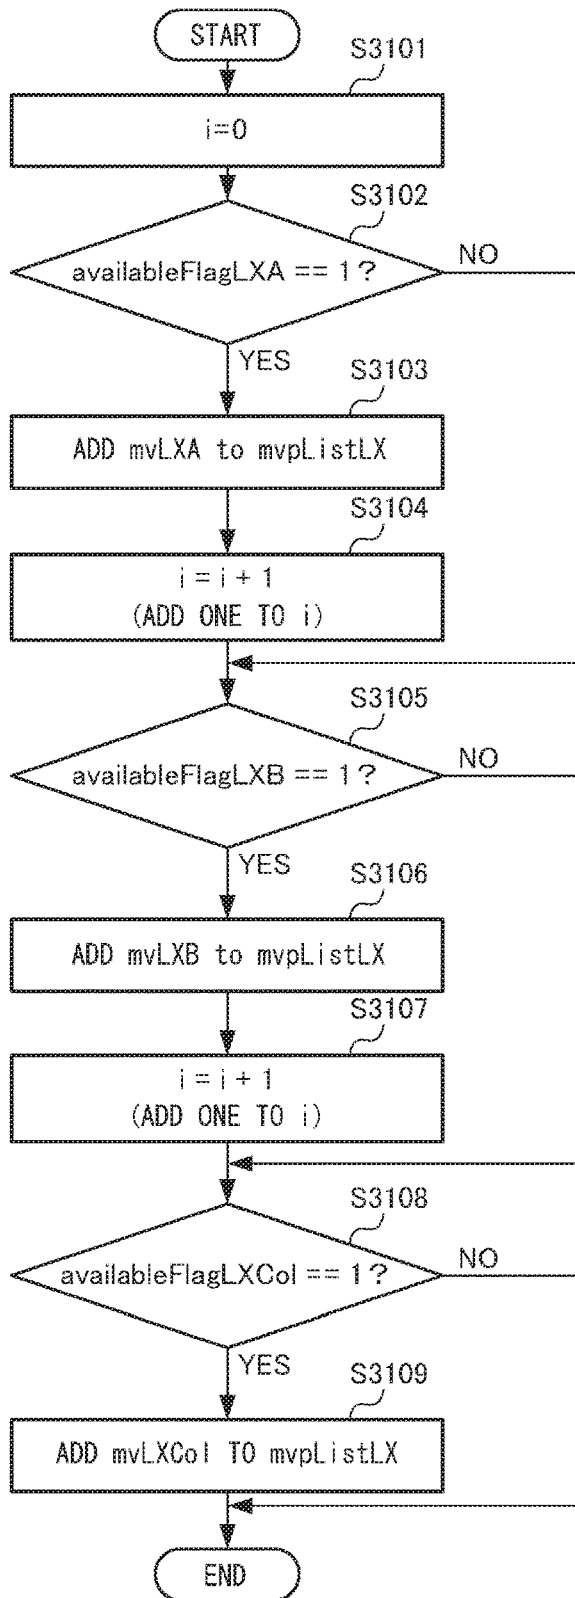 START
S3101
i=0
S3102
availableFlagLXA == 1?
NO
YES
S3103
ADD mvLXA to mvpListLX
S3104
i = i + 1
(ADD ONE TO i)
S3105
availableFlagLXB == 1?
NO
YES
S3106
ADD mvLXB to mvpListLX
S3107
i = i + 1
(ADD ONE TO i)
S3108
availableFlagLXCol == 1?
NO
YES
S3109
ADD mvLXCol TO mvpListLX
END